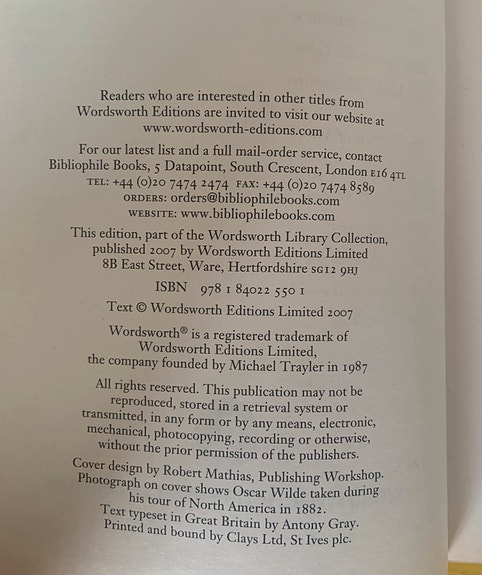 Readers who are interested in other titles from
Wordsworth Editions are invited to visit our website at
www.wordsworth-editions.com
For our latest list and a full mail-order service, contact
Bibliophile Books, 5 Datapoint, South Crescent, London E16 4TL
TEL: +44 (0)20 7474 2474 FAX: +44 (0)20 7474 8589
ORDERS: orders@bibliophilebooks.com
WEBSITE: www.bibliophilebooks.com
This edition, part of the Wordsworth Library Collection,
published 2007 by Wordsworth Editions Limited
8B East Street, Ware, Hertfordshire SG12 9HJ
ISBN 978 1 84022 550 1
Text © Wordsworth Editions Limited 2007
Wordsworth® is a registered trademark of
Wordsworth Editions Limited,
the company founded by Michael Trayler in 1987
All rights reserved. This publication may not be
reproduced, stored in a retrieval system or
transmitted, in any form or by any means, electronic,
mechanical, photocopying, recording or otherwise,
without the prior permission of the publishers.
Cover design by Robert Mathias, Publishing Workshop.
Photograph on cover shows Oscar Wilde taken during
his tour of North America in 1882.
Text typeset in Great Britain by Antony Gray.
Printed and bound by Clays Ltd, St Ives plc.